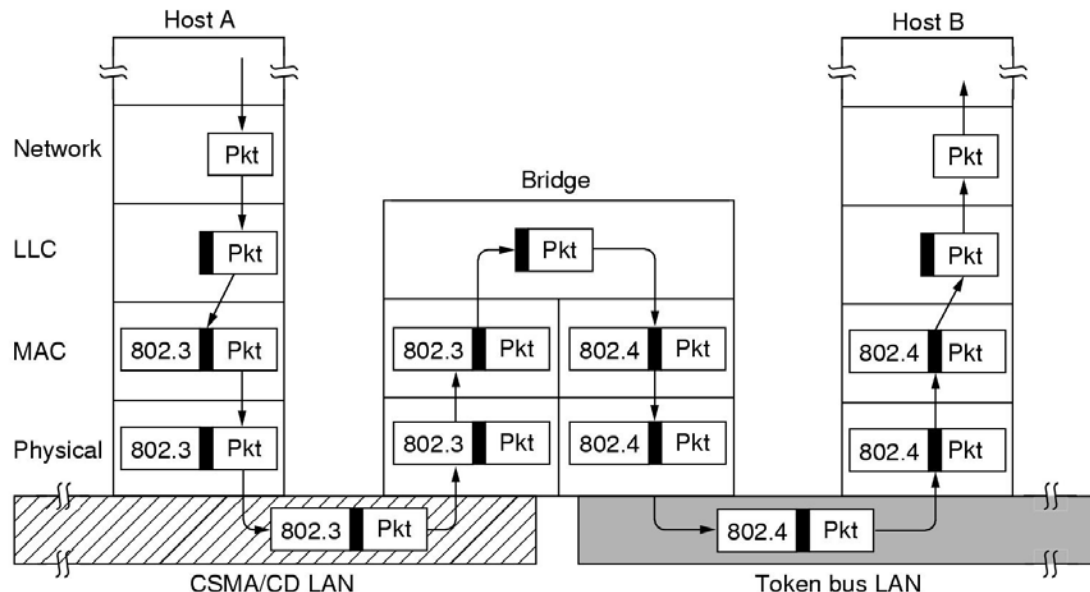 Host A
Host B
Bridge
Network
Pkt
Pkt
LLC
Pkt
Pkt
Pkt
MAC
802.3 Pkt
802.3 Pkt
802.4 Pkt
802.4 Pkt
Physical
802.3 Pkt
802.3 Pkt
802.4 Pkt
802.4 Pkt
802.3 Pkt
802.4 Pkt
CSMA/CD LAN
Token bus LAN